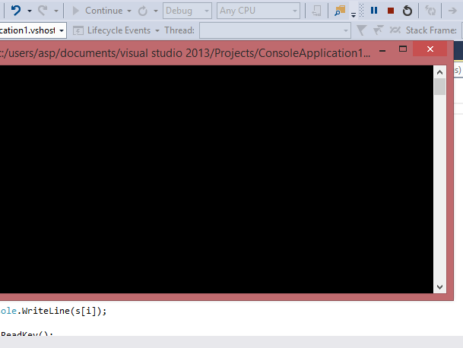 Continue Debug Any CPU
cation1.vshost Lifecycle Events Thread: Stack Frame:
:/users/asp/documents/visual studio 2013/Projects/ConsoleApplication1...
s)
ole.WriteLine(s[i]);
ReadKey();